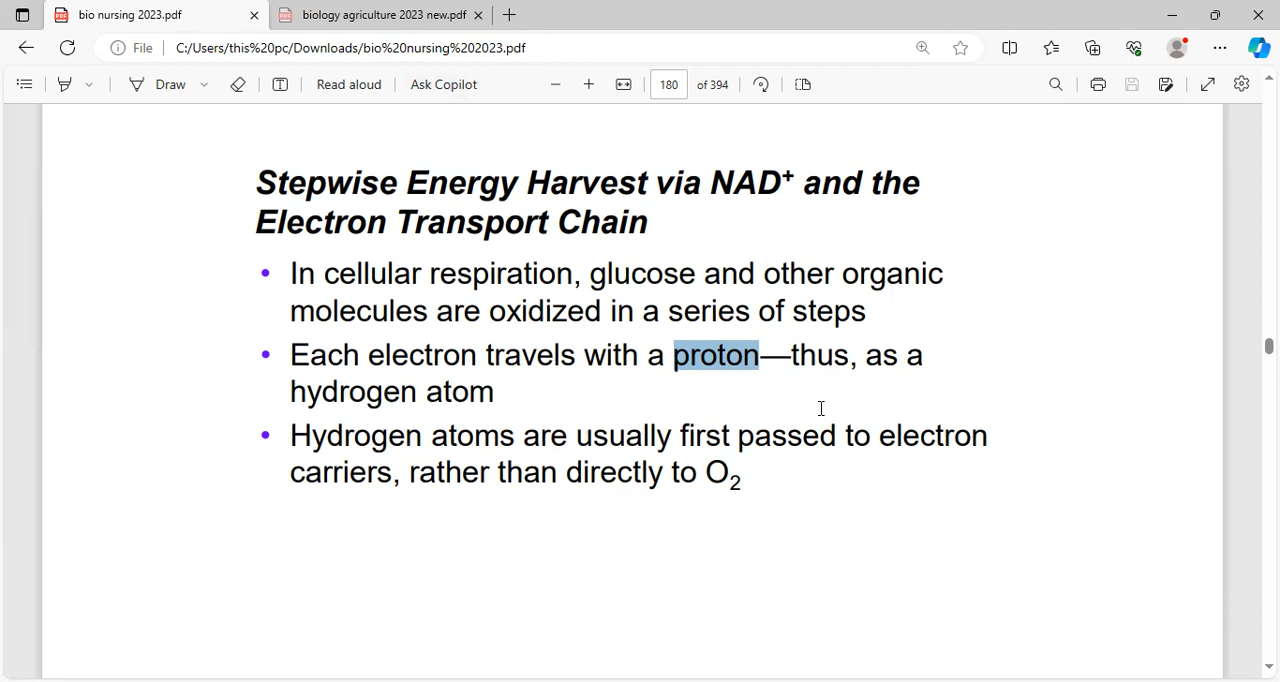 bio nursing 2023.pdf
biology agriculture 2023 new.pdf
File C:/Users/this%20pc/Downloads/bio%20nursing%202023.pdf
Draw
Read aloud
Ask Copilot
180 of 394
Stepwise Energy Harvest via NAD+ and the
Electron Transport Chain
• In cellular respiration, glucose and other organic
molecules are oxidized in a series of steps
• Each electron travels with a proton—thus, as a
hydrogen atom
• Hydrogen atoms are usually first passed to electron
carriers, rather than directly to O2